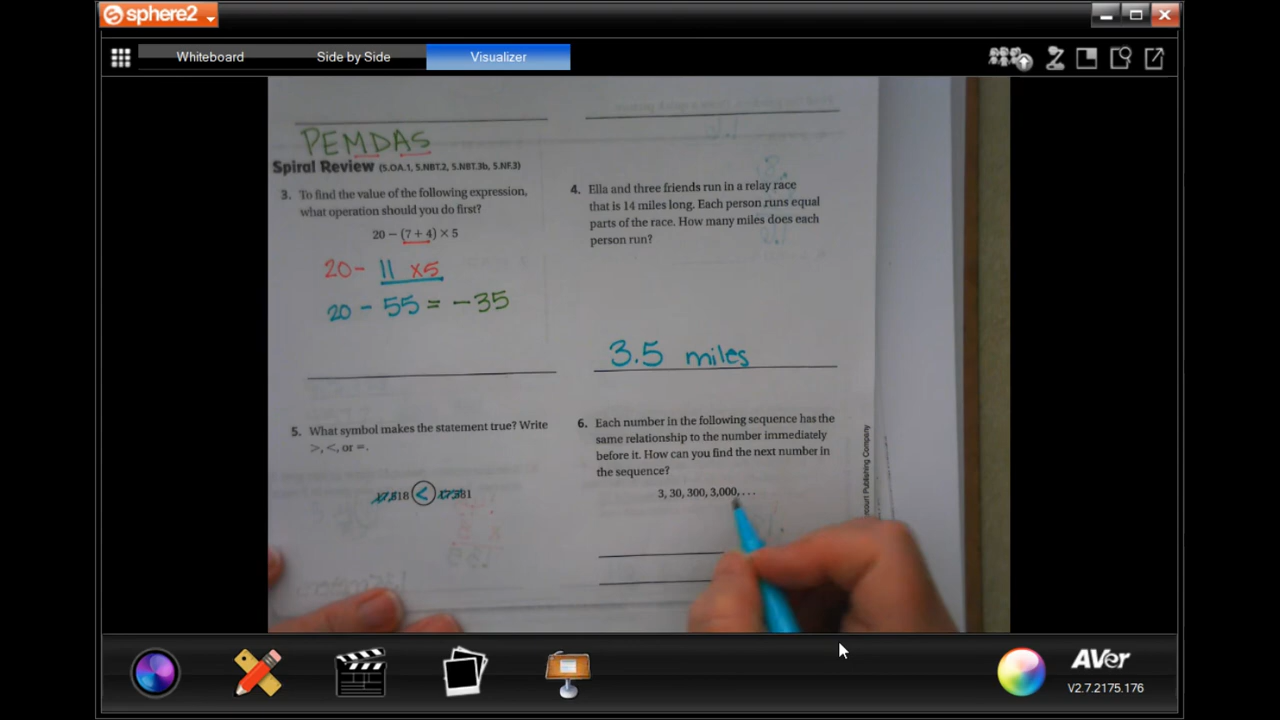 sphere2
Whiteboard
Side by Side
Visualizer
PEMDAS
Spiral Review (5.OA.1, 5.NBT.2, 5.NBT.3b, 5.NF.3)
3. To find the value of the following expression,
what operation should you do first?
20 − (7 + 4) × 5
20 - 11 ×5
20 - 55 = -35
4. Ella and three friends run in a relay race
that is 14 miles long. Each person runs equal
parts of the race. How many miles does each
person run?
3.5 miles
5. What symbol makes the statement true? Write
>, <, or =.
<
6. Each number in the following sequence has the
same relationship to the number immediately
before it. How can you find the next number in
the sequence?
3, 30, 300, 3,000, . . .
Publishing Company
AVer
V2.7.2175.176